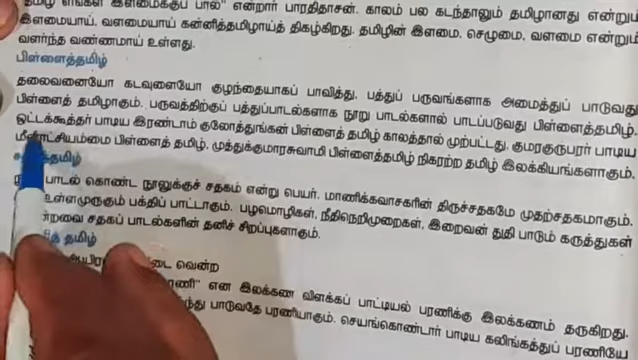 தமிழ் எங்கள் இளமைக்குப் பால்" என்றார் பாரதிதாசன். காலம் பல கடந்தாலும் தமிழானது என்றும்
இளமையாய், வளமையாய் கன்னித்தமிழாய்த் திகழ்கிறது. தமிழின் இளமை, செழுமை, வளமை என்றும்
வளர்ந்த வண்ணமாய் உள்ளது.
பிள்ளைத்தமிழ்
தலைவனையோ கடவுளையோ குழந்தையாகப் பாவித்து, பத்துப் பருவங்களாக அமைத்துப் பாடுவது
பிள்ளைத் தமிழாகும். பருவத்திற்குப் பத்துப்பாடல்களாக நூறு பாடல்களால் பாடப்படுவது பிள்ளைத்தமிழ்.
ஒட்டக்கூத்தர் பாடிய இரண்டாம் குலோத்துங்கன் பிள்ளைத் தமிழ் காலத்தால் முற்பட்டது. குமரகுருபரர் பாடிய
மீனாட்சியம்மை பிள்ளைத் தமிழ், முத்துக்குமாரசுவாமி பிள்ளைத்தமிழ் நிகரற்ற தமிழ் இலக்கியங்களாகும்.
பாடல் கொண்ட நூலுக்குச் சதகம் என்று பெயர். மாணிக்கவாசகரின் திருச்சதகமே முதற்சதகமாகும்.
உள்ளமுருகும் பக்திப் பாட்டாகும். பழமொழிகள், நீதிநெறிமுறைகள், இறைவன் துதி பாடும் கருத்துகள்
சதகப் பாடல்களின் தனிச் சிறப்புகளாகும்.
தமிழ்
வென்ற
என இலக்கண விளக்கப் பாட்டியல் பரணிக்கு இலக்கணம் தருகிறது.
பாடுவதே பரணியாகும். செயங்கொண்டார் பாடிய கலிங்கத்துப் பரணியே